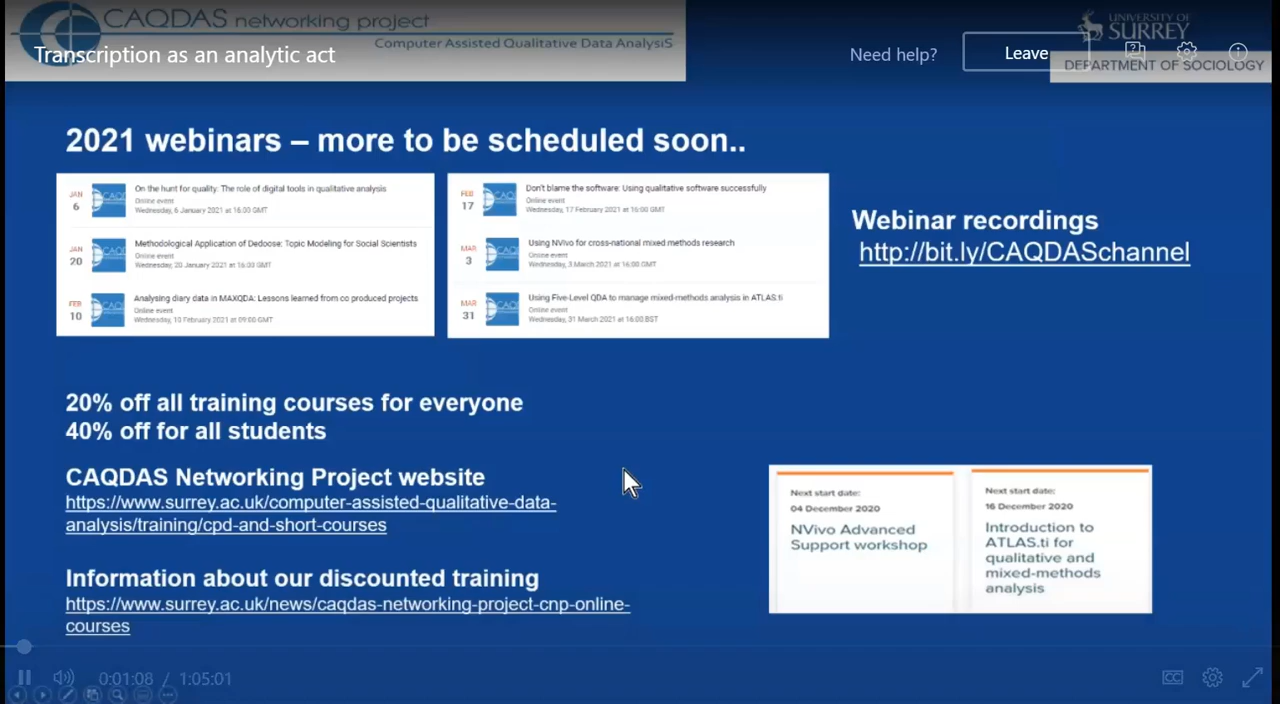 CAQDAS networking project
Computer Assisted Qualitative Data AnalysiS
Transcription as an analytic act
Need help?
Leave
UNIVERSITY OF
SURREY
DEPARTMENT OF SOCIOLOGY
2021 webinars – more to be scheduled soon..
JAN
6
On the hunt for quality: The role of digital tools in qualitative analysis
Online event
Wednesday, 6 January 2021 at 16:00 GMT
JAN
20
Methodological Application of Dedoose: Topic Modeling for Social Scientists
Online event
Wednesday, 20 January 2021 at 16:00 GMT
FEB
10
Analysing diary data in MAXQDA: Lessons learned from co produced projects
Online event
Wednesday, 10 February 2021 at 09:00 GMT
FEB
17
Don't blame the software: Using qualitative software successfully
Online event
Wednesday, 17 February 2021 at 16:00 GMT
MAR
3
Using NVivo for cross-national mixed methods research
Online event
Wednesday, 3 March 2021 at 16:00 GMT
MAR
31
Using Five-Level QDA to manage mixed-methods analysis in ATLAS.ti
Online event
Wednesday, 31 March 2021 at 16:00 BST
Webinar recordings
http://bit.ly/CAQDASchannel
20% off all training courses for everyone
40% off for all students
CAQDAS Networking Project website
https://www.surrey.ac.uk/computer-assisted-qualitative-data-
analysis/training/cpd-and-short-courses
Information about our discounted training
https://www.surrey.ac.uk/news/caqdas-networking-project-cnp-online-
courses
Next start date:
04 December 2020
NVivo Advanced
Support workshop
Next start date:
16 December 2020
Introduction to
ATLAS.ti for
qualitative and
mixed-methods
analysis
0:01:08 / 1:05:01
CC